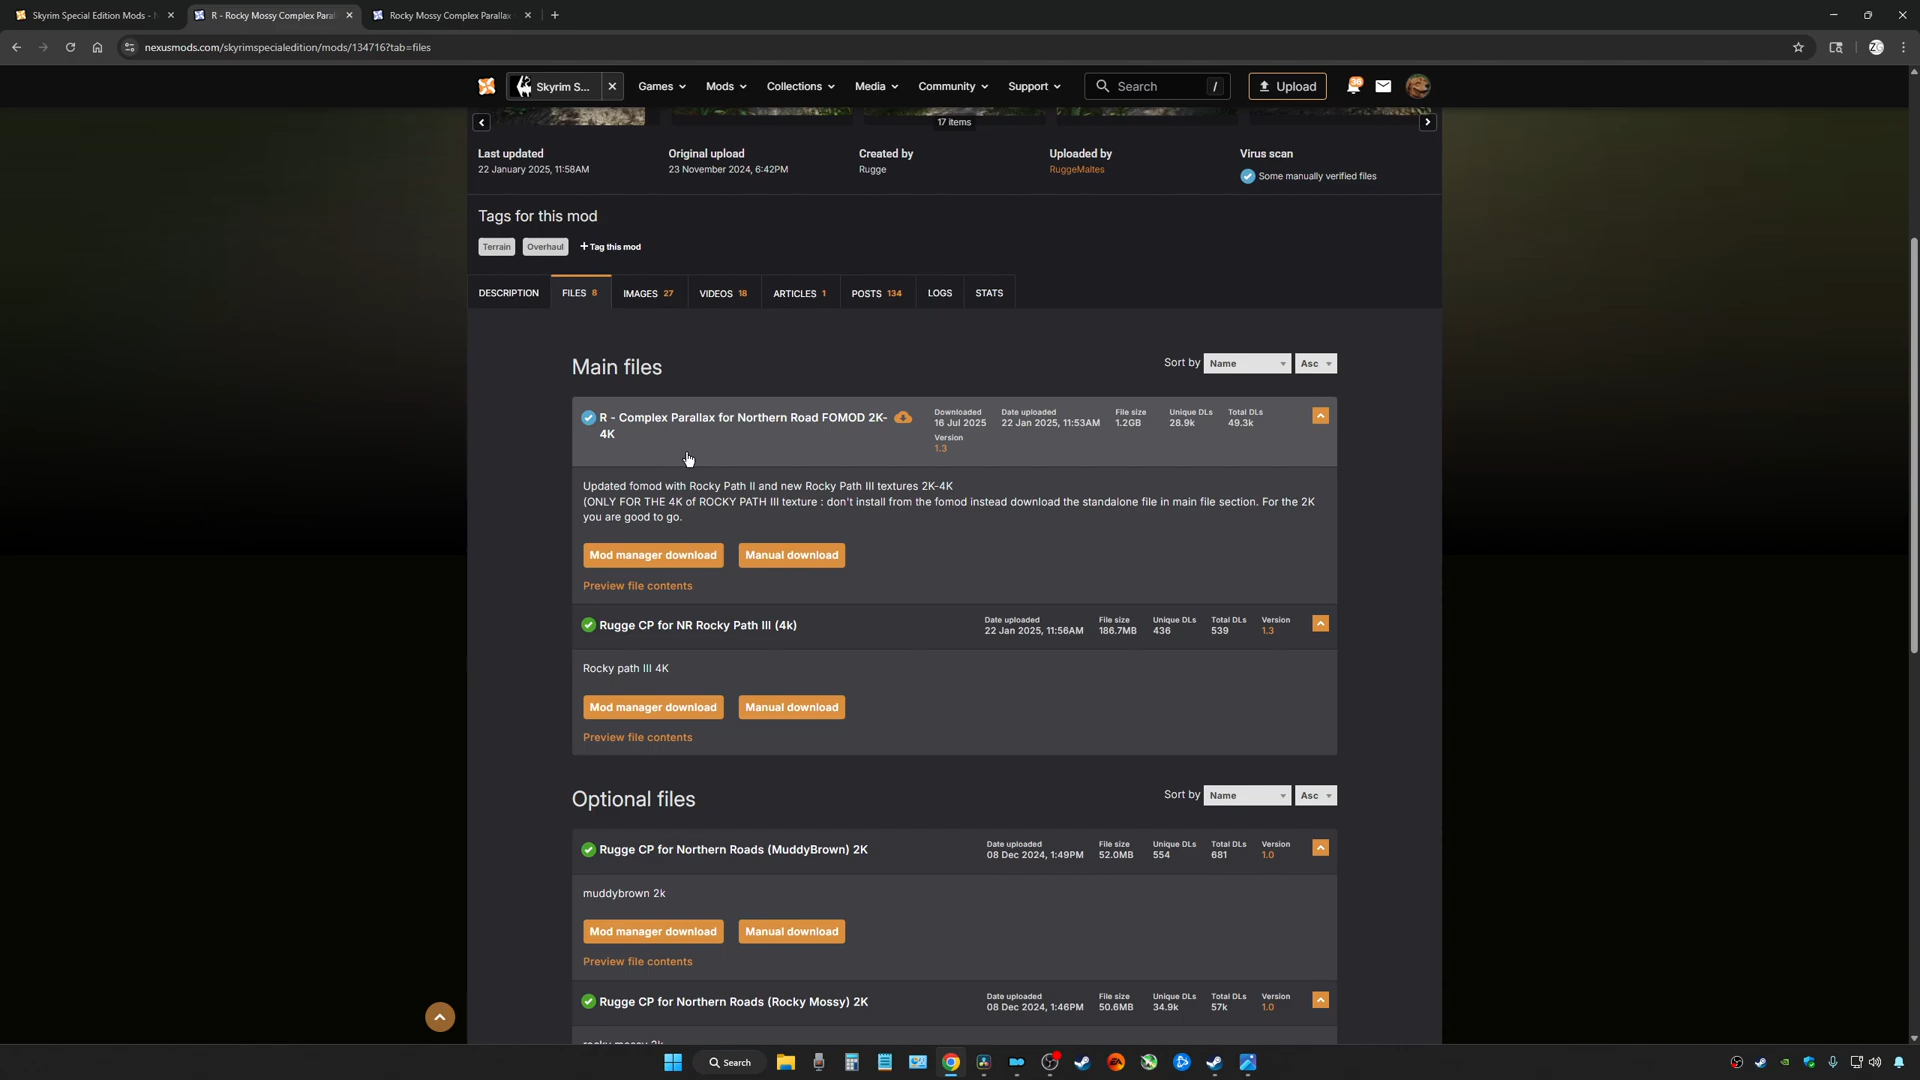 Skyrim Special Edition Mods - N
R - Rocky Mossy Complex Paral
Rocky Mossy Complex Parallax
nexusmods.com/skyrimspecialedition/mods/134716?tab=files
ZG
Skyrim S...
Games
Mods
Collections
Media
Community
Support
Search
/
Upload
17 items
Last updated
22 January 2025, 11:58AM
Original upload
23 November 2024, 6:42PM
Created by
Rugge
Uploaded by
RuggeMaltes
Virus scan
Some manually verified files
Tags for this mod
Terrain
Overhaul
+ Tag this mod
DESCRIPTION
FILES 8
IMAGES 27
VIDEOS 18
ARTICLES 1
POSTS 134
LOGS
STATS
Main files
Sort by
Name
Asc
R - Complex Parallax for Northern Road FOMOD 2K-
4K
Downloaded
16 Jul 2025
Date uploaded
22 Jan 2025, 11:53AM
File size
1.2GB
Unique DLs
28.9k
Total DLs
49.3k
Version
1.3
Updated fomod with Rocky Path II and new Rocky Path III textures 2K-4K
(ONLY FOR THE 4K of ROCKY PATH III texture : don't install from the fomod instead download the standalone file in main file section. For the 2K
you are good to go.
Mod manager download
Manual download
Preview file contents
Rugge CP for NR Rocky Path III (4k)
Date uploaded
22 Jan 2025, 11:56AM
File size
186.7MB
Unique DLs
436
Total DLs
539
Version
1.3
Rocky path III 4K
Mod manager download
Manual download
Preview file contents
Optional files
Sort by
Name
Asc
Rugge CP for Northern Roads (MuddyBrown) 2K
Date uploaded
08 Dec 2024, 1:49PM
File size
52.0MB
Unique DLs
554
Total DLs
681
Version
1.0
muddybrown 2k
Mod manager download
Manual download
Preview file contents
Rugge CP for Northern Roads (Rocky Mossy) 2K
Date uploaded
08 Dec 2024, 1:46PM
File size
50.6MB
Unique DLs
34.9k
Total DLs
57k
Version
1.0
rocky mossy 2k
Search